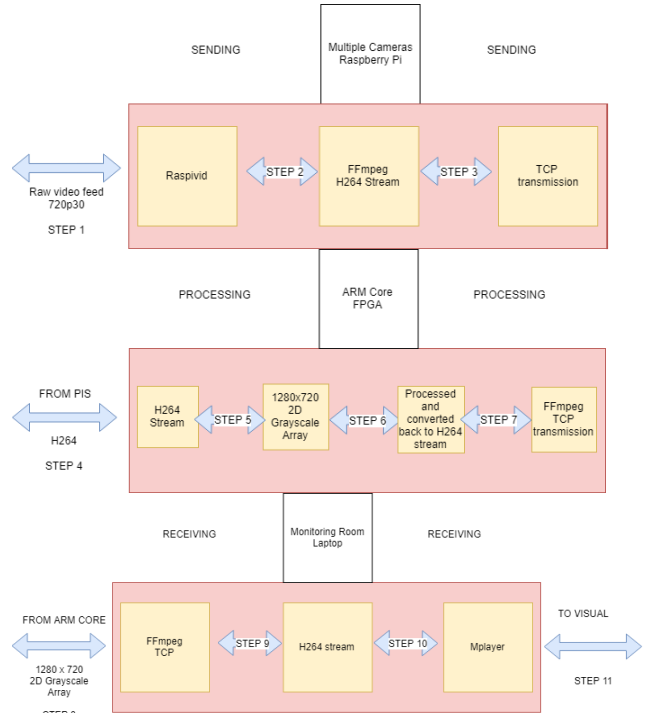 SENDING
Multiple Cameras
Raspberry Pi
SENDING
Raspivid
STEP 2
FFmpeg
H264 Stream
STEP 3
TCP
transmission
Raw video feed
720p30
STEP 1
PROCESSING
ARM Core
FPGA
PROCESSING
FROM PIS
H264
STEP 4
H264
Stream
STEP 5
1280x720
2D
Grayscale
Array
STEP 6
Processed
and
converted
back to H264
stream
STEP 7
FFmpeg
TCP
transmission
RECEIVING
Monitoring Room
Laptop
RECEIVING
FROM ARM CORE
1280 x 720
2D Grayscale
Array
FFmpeg
TCP
STEP 9
H264 stream
STEP 10
Mplayer
TO VISUAL
STEP 11